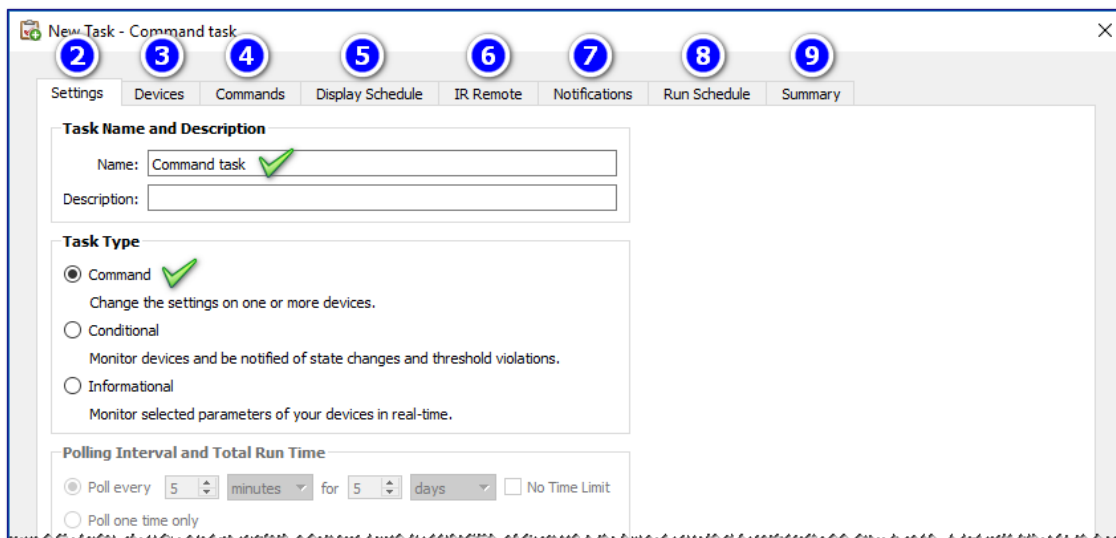 New Task - Command task
2 3 4 5 6 7 8 9
Settings Devices Commands Display Schedule IR Remote Notifications Run Schedule Summary
Task Name and Description
Name: Command task
Description:
Task Type
Command
Change the settings on one or more devices.
Conditional
Monitor devices and be notified of state changes and threshold violations.
Informational
Monitor selected parameters of your devices in real-time.
Polling Interval and Total Run Time
Poll every 5 minutes for 5 days No Time Limit
Poll one time only